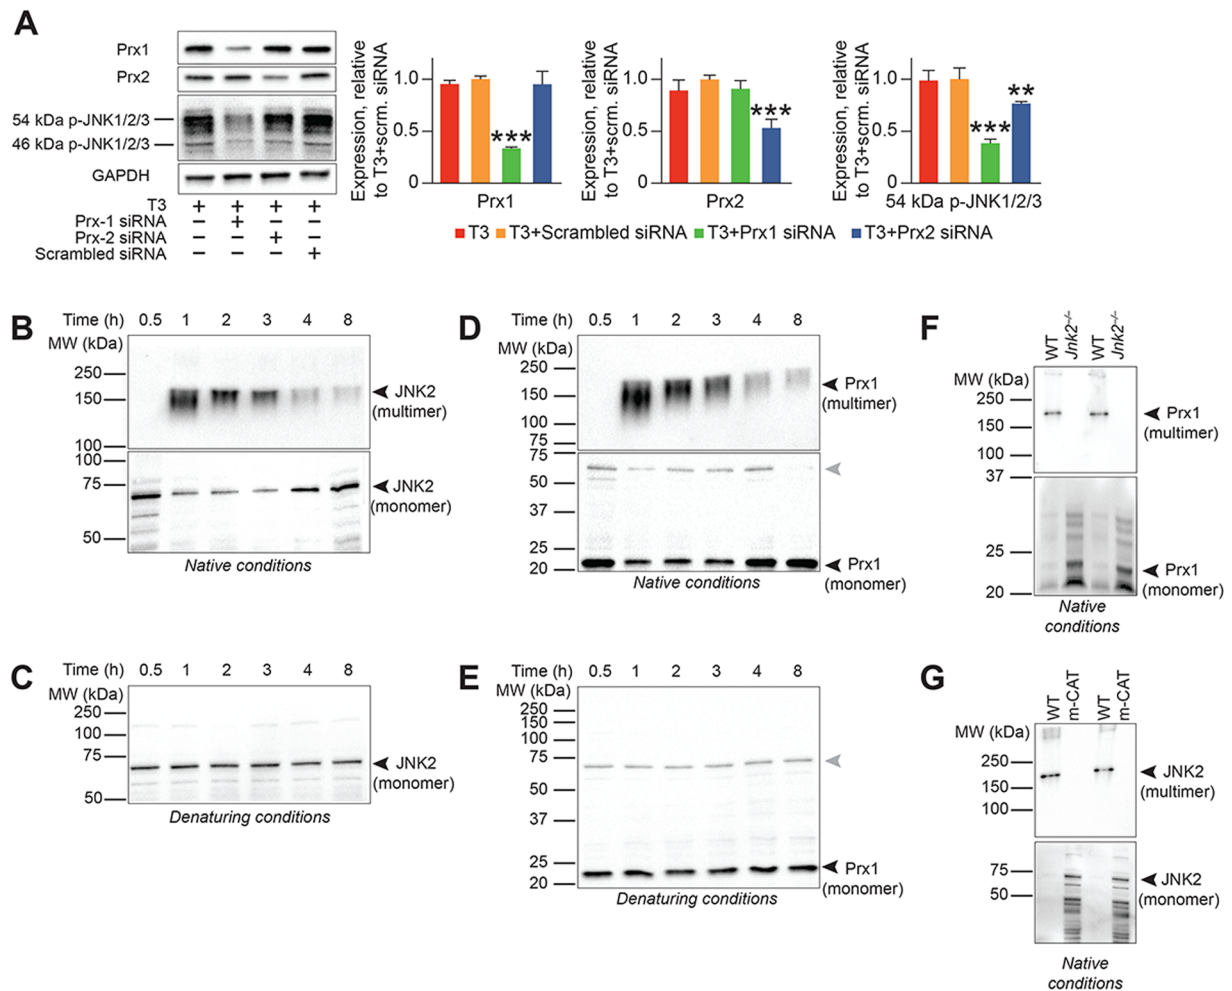 A
Prx1
Prx2
54 kDa p-JNK1/2/3
46 kDa p-JNK1/2/3
GAPDH
T3 + + + +
Prx-1 siRNA – + – –
Prx-2 siRNA – – + –
Scrambled siRNA – – – +
Expression, relative
to T3+scrm. siRNA
1.0
0.5
0
***
Prx1
Expression, relative
to T3+scrm. siRNA
1.0
0.5
0
***
Prx2
Expression, relative
to T3+scrm. siRNA
1.0
0.5
0
***
**
54 kDa p-JNK1/2/3
T3 T3+Scrambled siRNA T3+Prx1 siRNA T3+Prx2 siRNA
B
Time (h) 0.5 1 2 3 4 8
MW (kDa)
250
150
100
JNK2
(multimer)
100
75
50
JNK2
(monomer)
Native conditions
C
Time (h) 0.5 1 2 3 4 8
MW (kDa)
250
100
75
50
JNK2
(monomer)
Denaturing conditions
D
Time (h) 0.5 1 2 3 4 8
MW (kDa)
250
150
100
75
Prx1
(multimer)
75
50
37
25
20
Prx1
(monomer)
Native conditions
E
Time (h) 0.5 1 2 3 4 8
MW (kDa)
250
150
100
75
50
37
25
20
Prx1
(monomer)
Denaturing conditions
F
WT Jnk2–/– WT Jnk2–/–
MW (kDa)
250
150
100
Prx1
(multimer)
37
25
20
Prx1
(monomer)
Native
conditions
G
WT m-CAT WT m-CAT
MW (kDa)
250
150
100
JNK2
(multimer)
75
50
JNK2
(monomer)
Native
conditions